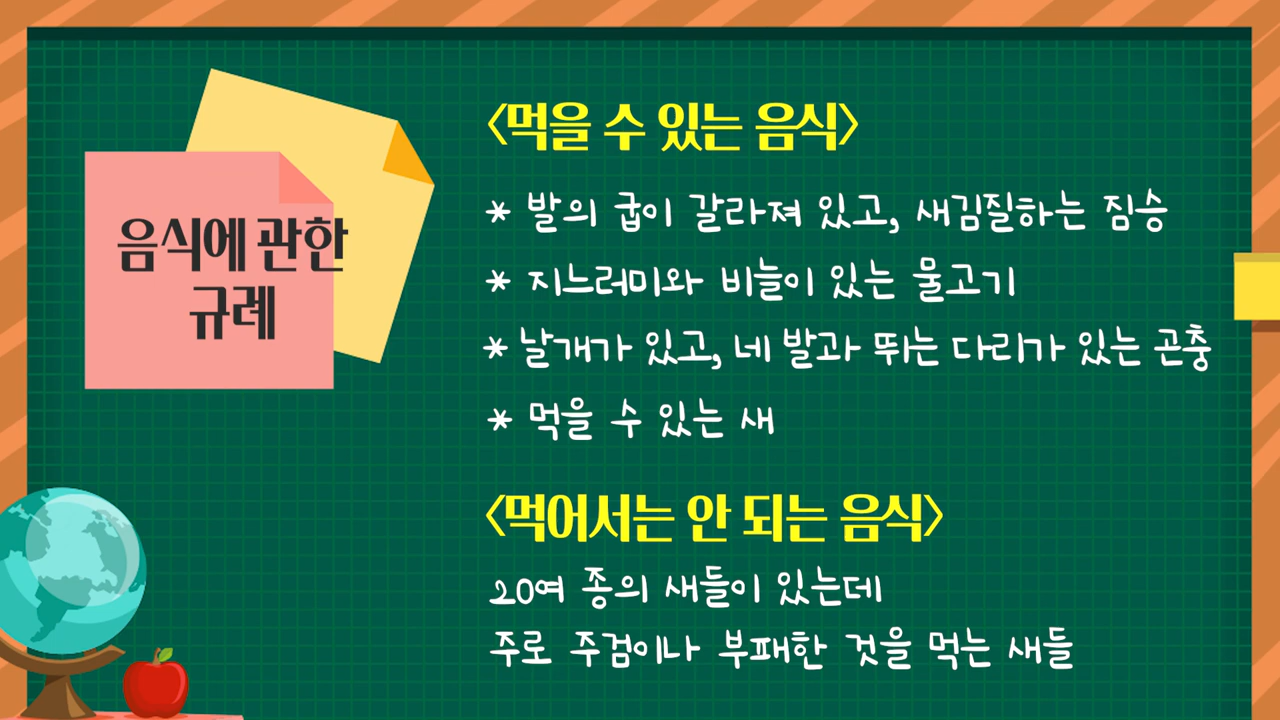 음식에 관한
규례
<먹을 수 있는 음식>
* 발의 굽이 갈라져 있고, 새김질하는 짐승
* 지느러미와 비늘이 있는 물고기
* 날개가 있고, 네 발과 뛰는 다리가 있는 곤충
* 먹을 수 있는 새
<먹어서는 안 되는 음식>
20여 종의 새들이 있는데
주로 주검이나 부패한 것을 먹는 새들